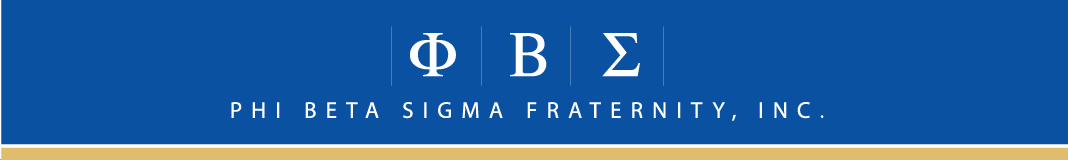 Φ Β Σ
PHI BETA SIGMA FRATERNITY, INC.